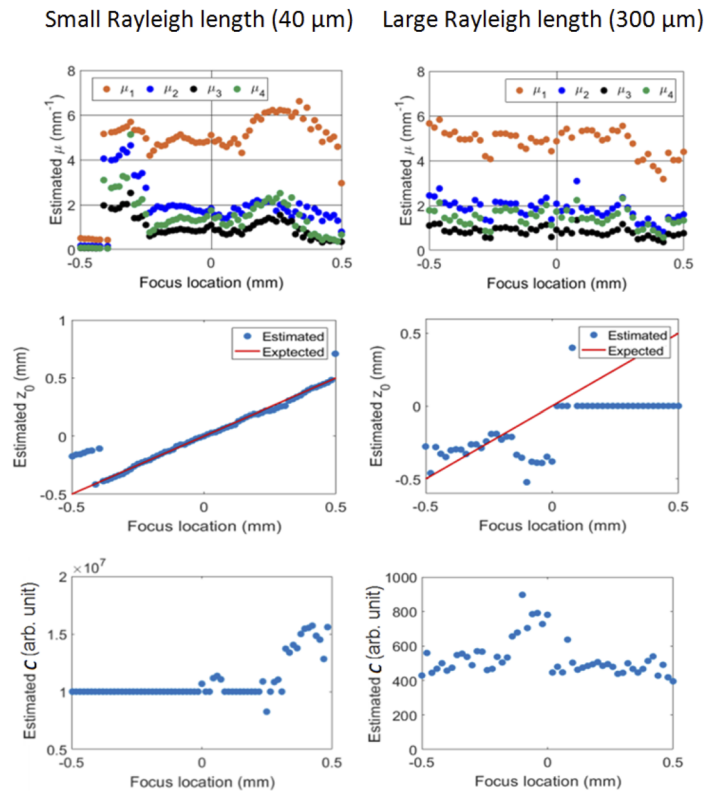 Small Rayleigh length (40 µm)
Large Rayleigh length (300 µm)
Estimated μ (mm⁻¹)
8
6
4
2
0
μ₁ μ₂ μ₃ μ₄
-0.5 0 0.5
Focus location (mm)
Estimated μ (mm⁻¹)
8
6
4
2
0
μ₁ μ₂ μ₃ μ₄
-0.5 0 0.5
Focus location (mm)
Estimated z₀ (mm)
1
0.5
0
-0.5
Estimated
Exptected
-0.5 0 0.5
Focus location (mm)
Estimated z₀ (mm)
0.5
0
-0.5
Estimated
Expected
-0.5 0 0.5
Focus location (mm)
Estimated C (arb. unit)
× 10⁷
2
1.5
1
0.5
-0.5 0 0.5
Focus location (mm)
Estimated C (arb. unit)
1000
800
600
400
200
0
-0.5 0 0.5
Focus location (mm)